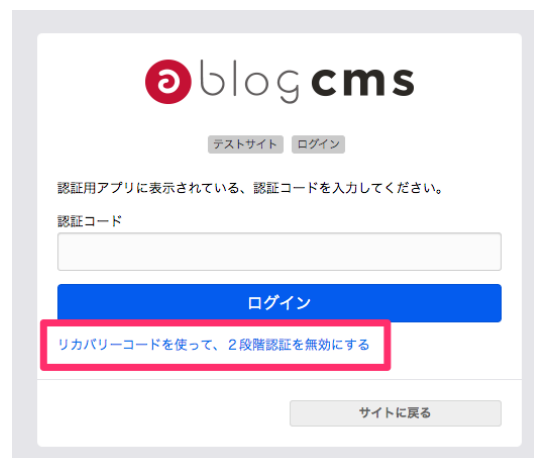 a blog cms
テストサイト ログイン
認証用アプリに表示されている、認証コードを入力してください。
認証コード
ログイン
リカバリーコードを使って、2段階認証を無効にする
サイトに戻る